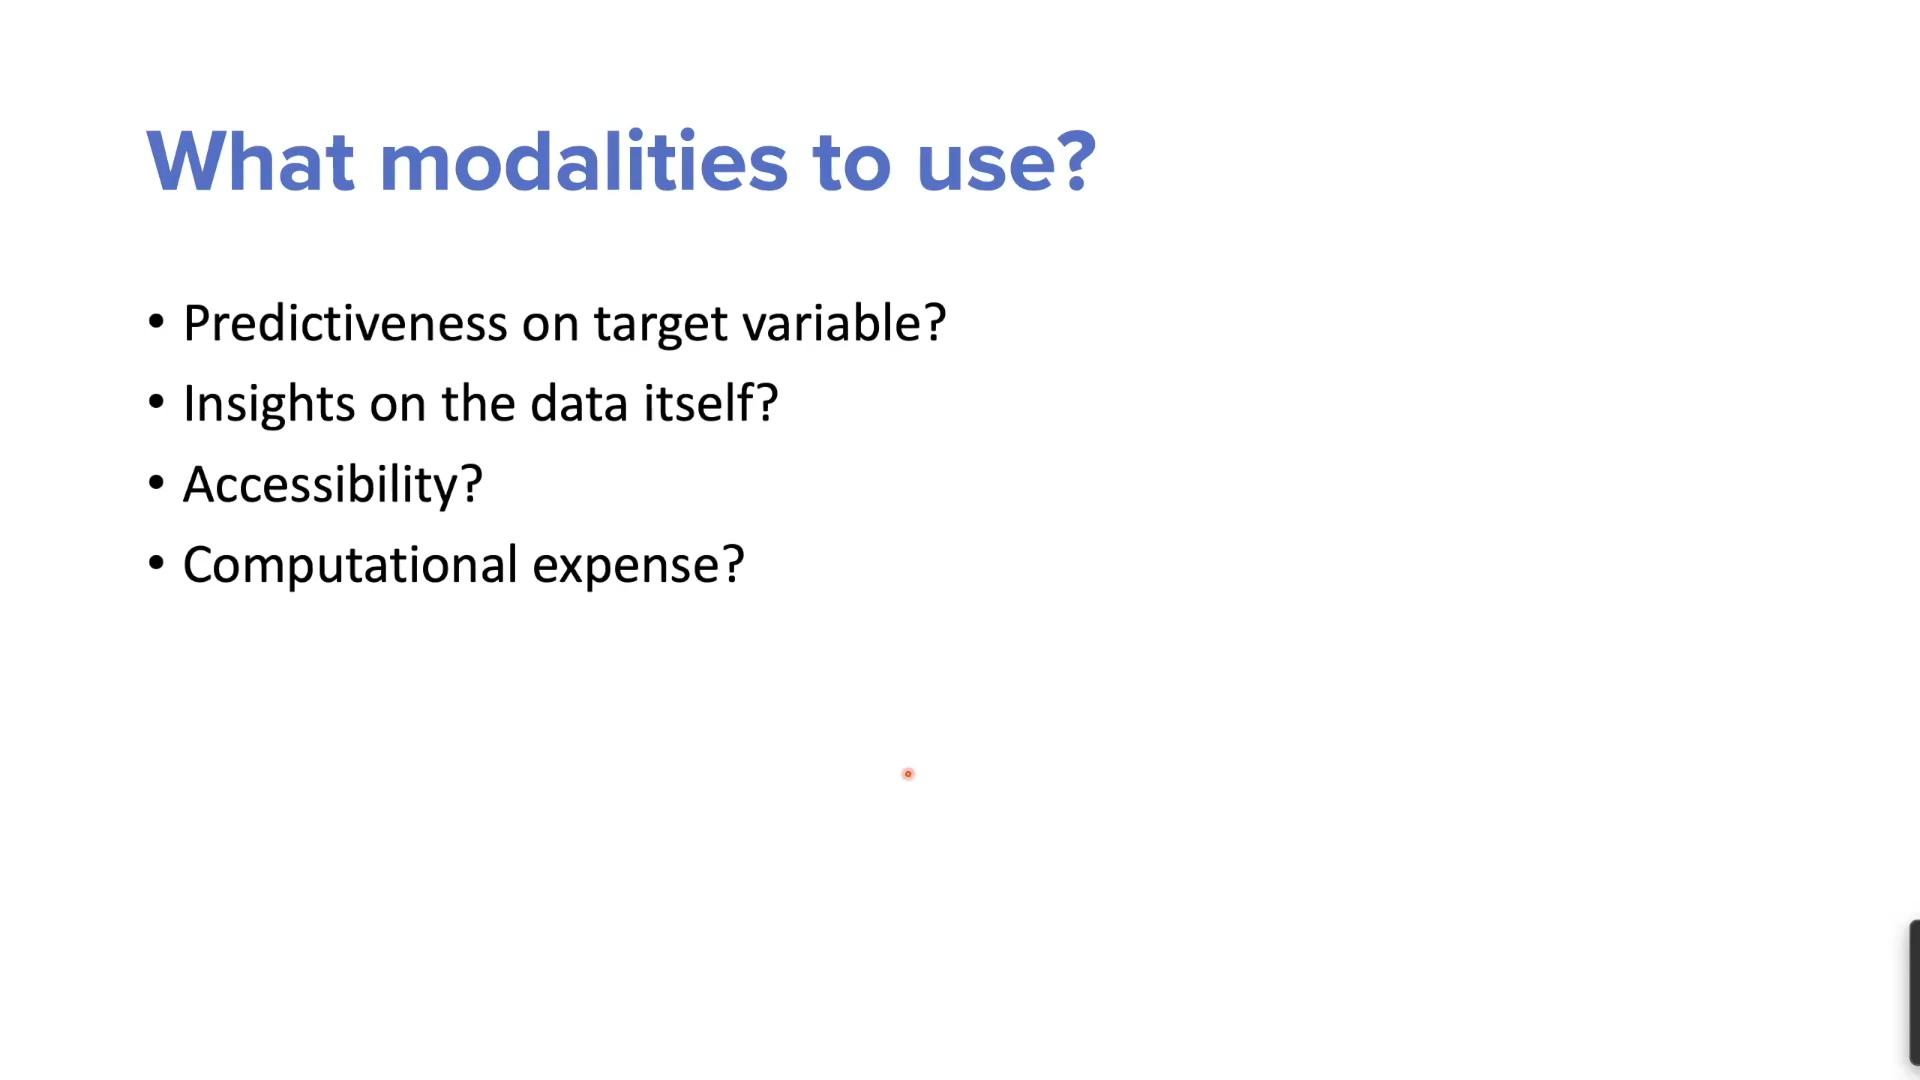 What modalities to use?
• Predictiveness on target variable?
• Insights on the data itself?
• Accessibility?
• Computational expense?